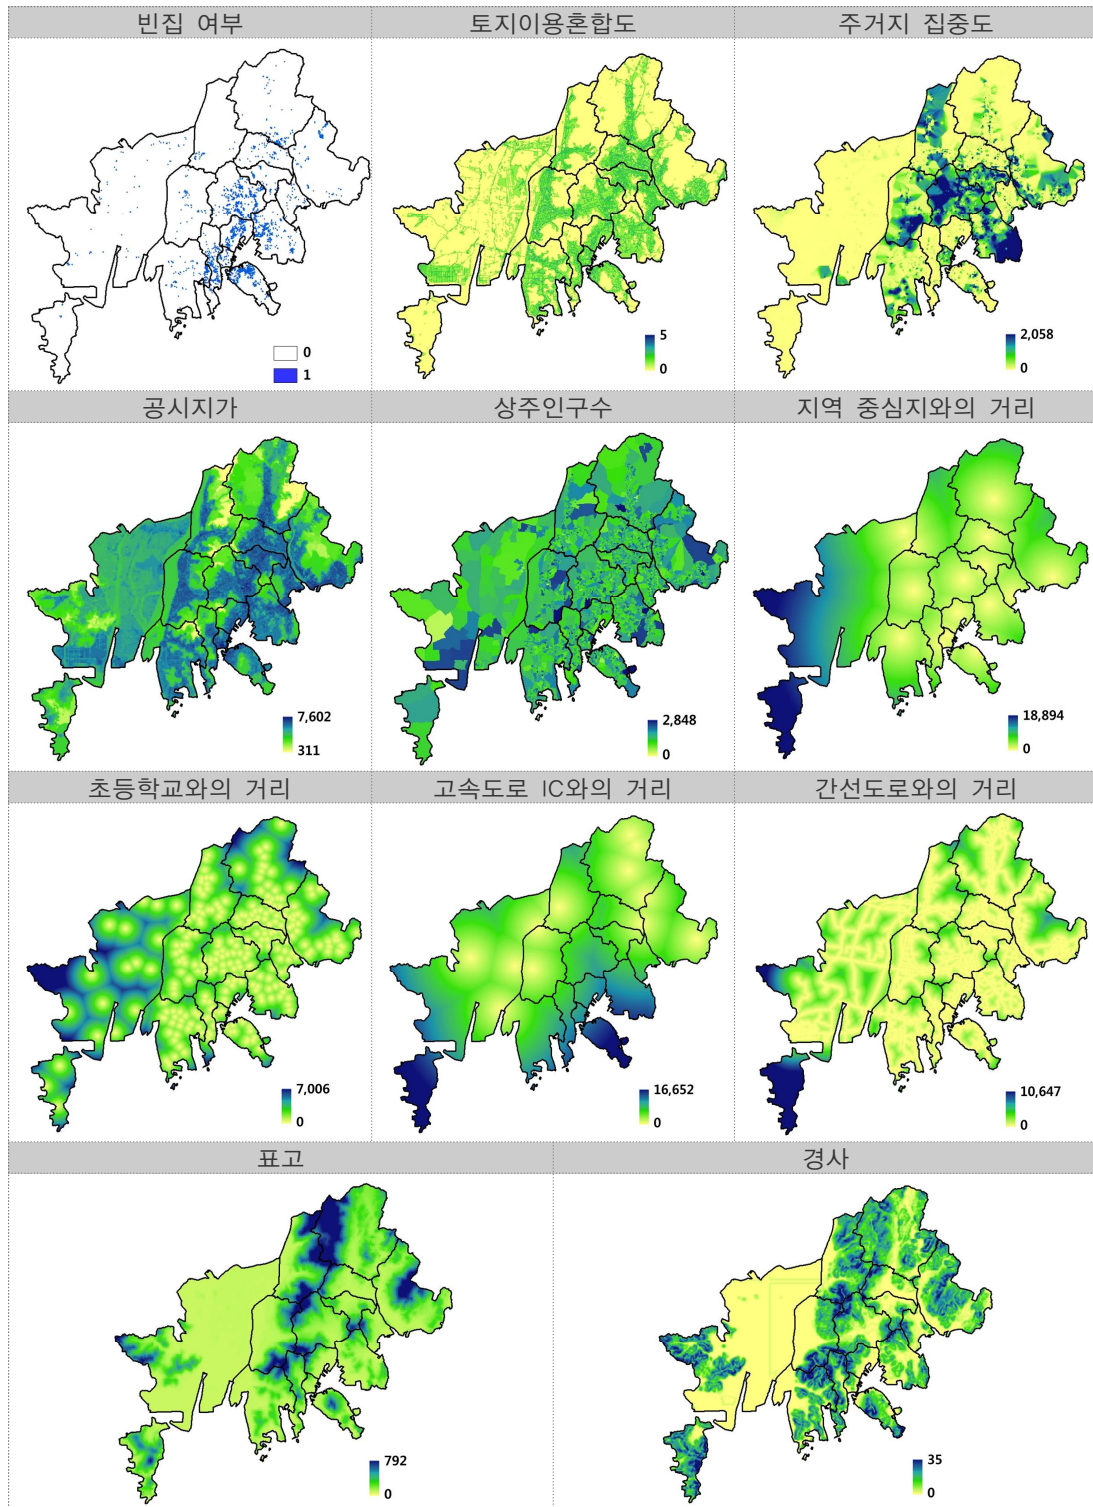 빈집 여부
토지이용혼합도
주거지 집중도
0
1
5
0
2,058
0
공시지가
상주인구수
지역 중심지와의 거리
7,602
311
2,848
0
18,894
0
초등학교와의 거리
고속도로 IC와의 거리
간선도로와의 거리
7,006
0
16,652
0
10,647
0
표고
경사
792
0
35
0